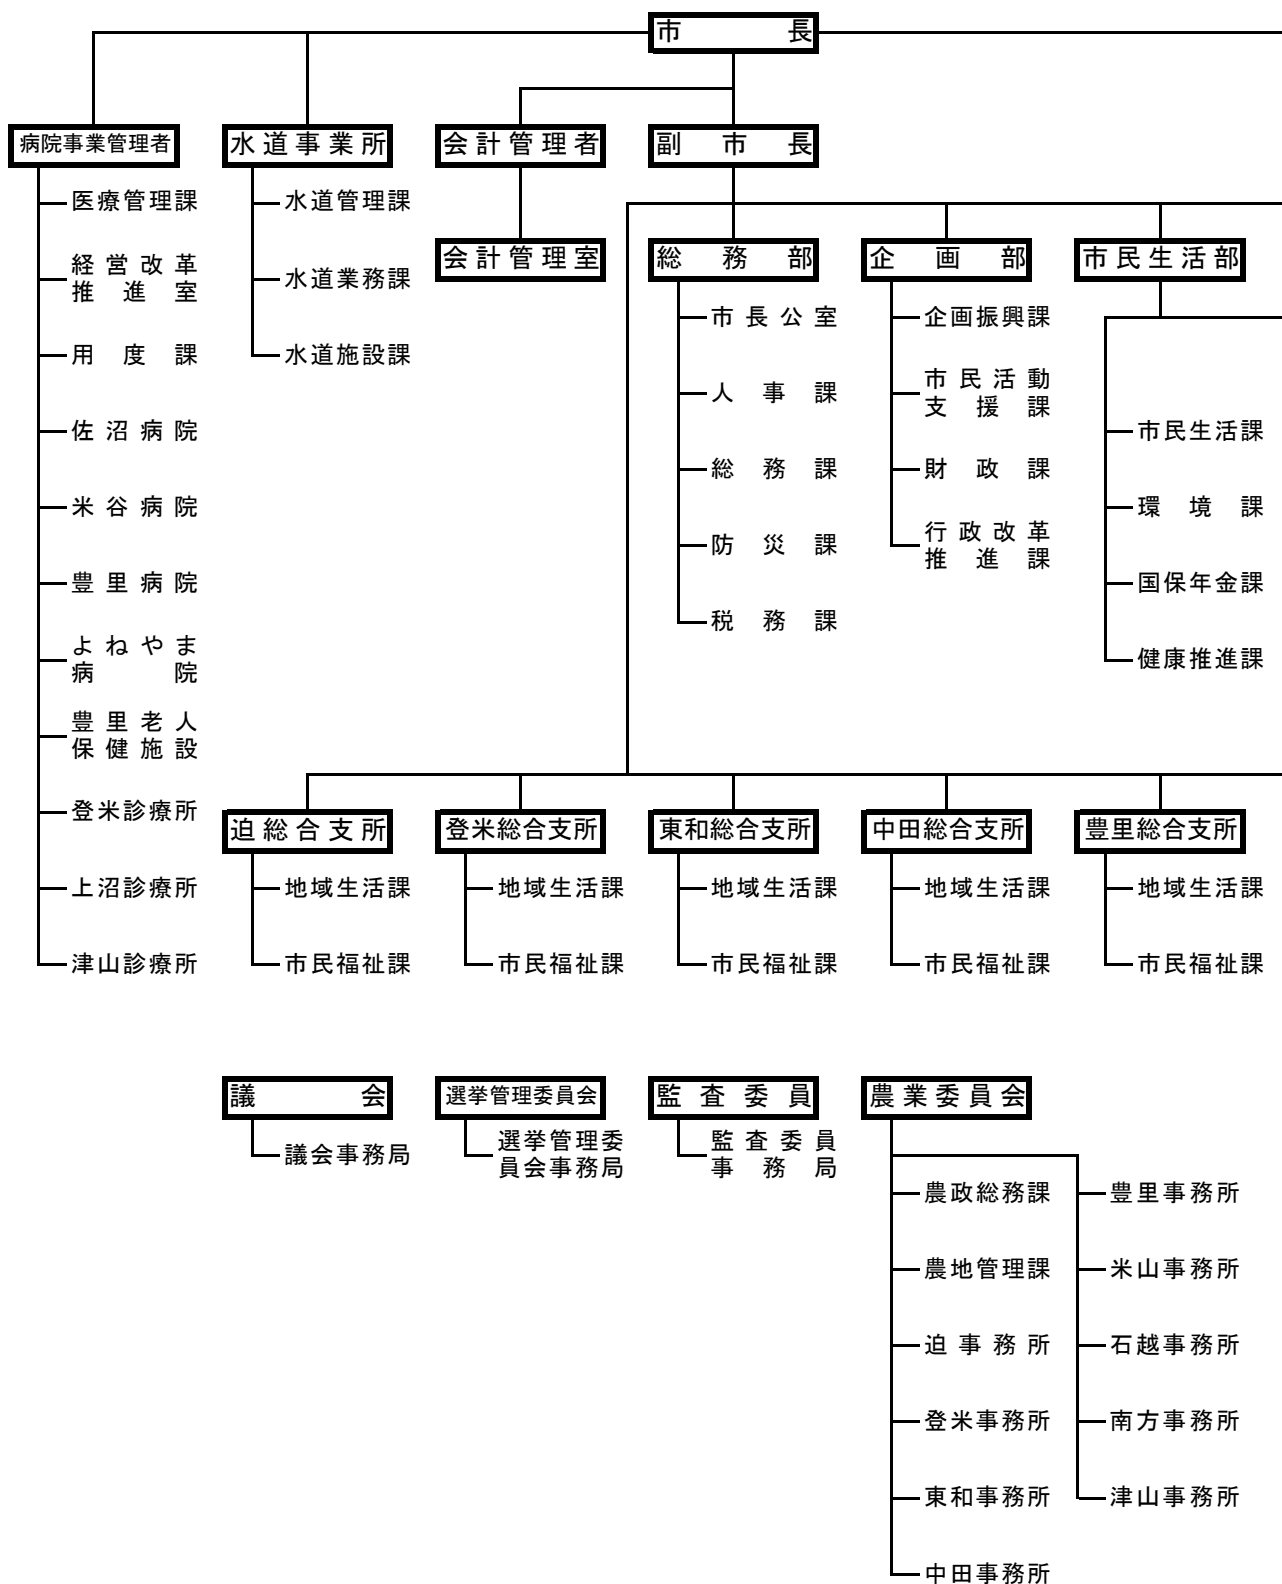 市長
病院事業管理者
水道事業所
会計管理者
副市長
医療管理課
経営改革
推進室
用度課
佐沼病院
米谷病院
豊里病院
よねやま
病院
豊里老人
保健施設
登米診療所
上沼診療所
津山診療所
水道管理課
水道業務課
水道施設課
会計管理室
総務部
企画部
市民生活部
市長公室
人事課
総務課
防災課
税務課
企画振興課
市民活動
支援課
財政課
行政改革
推進課
市民生活課
環境課
国保年金課
健康推進課
迫総合支所
登米総合支所
東和総合支所
中田総合支所
豊里総合支所
地域生活課
市民福祉課
地域生活課
市民福祉課
地域生活課
市民福祉課
地域生活課
市民福祉課
地域生活課
市民福祉課
議会
選挙管理委員会
監査委員
農業委員会
議会事務局
選挙管理委
員会事務局
監査委員
事務局
農政総務課
農地管理課
迫事務所
登米事務所
東和事務所
中田事務所
豊里事務所
米山事務所
石越事務所
南方事務所
津山事務所